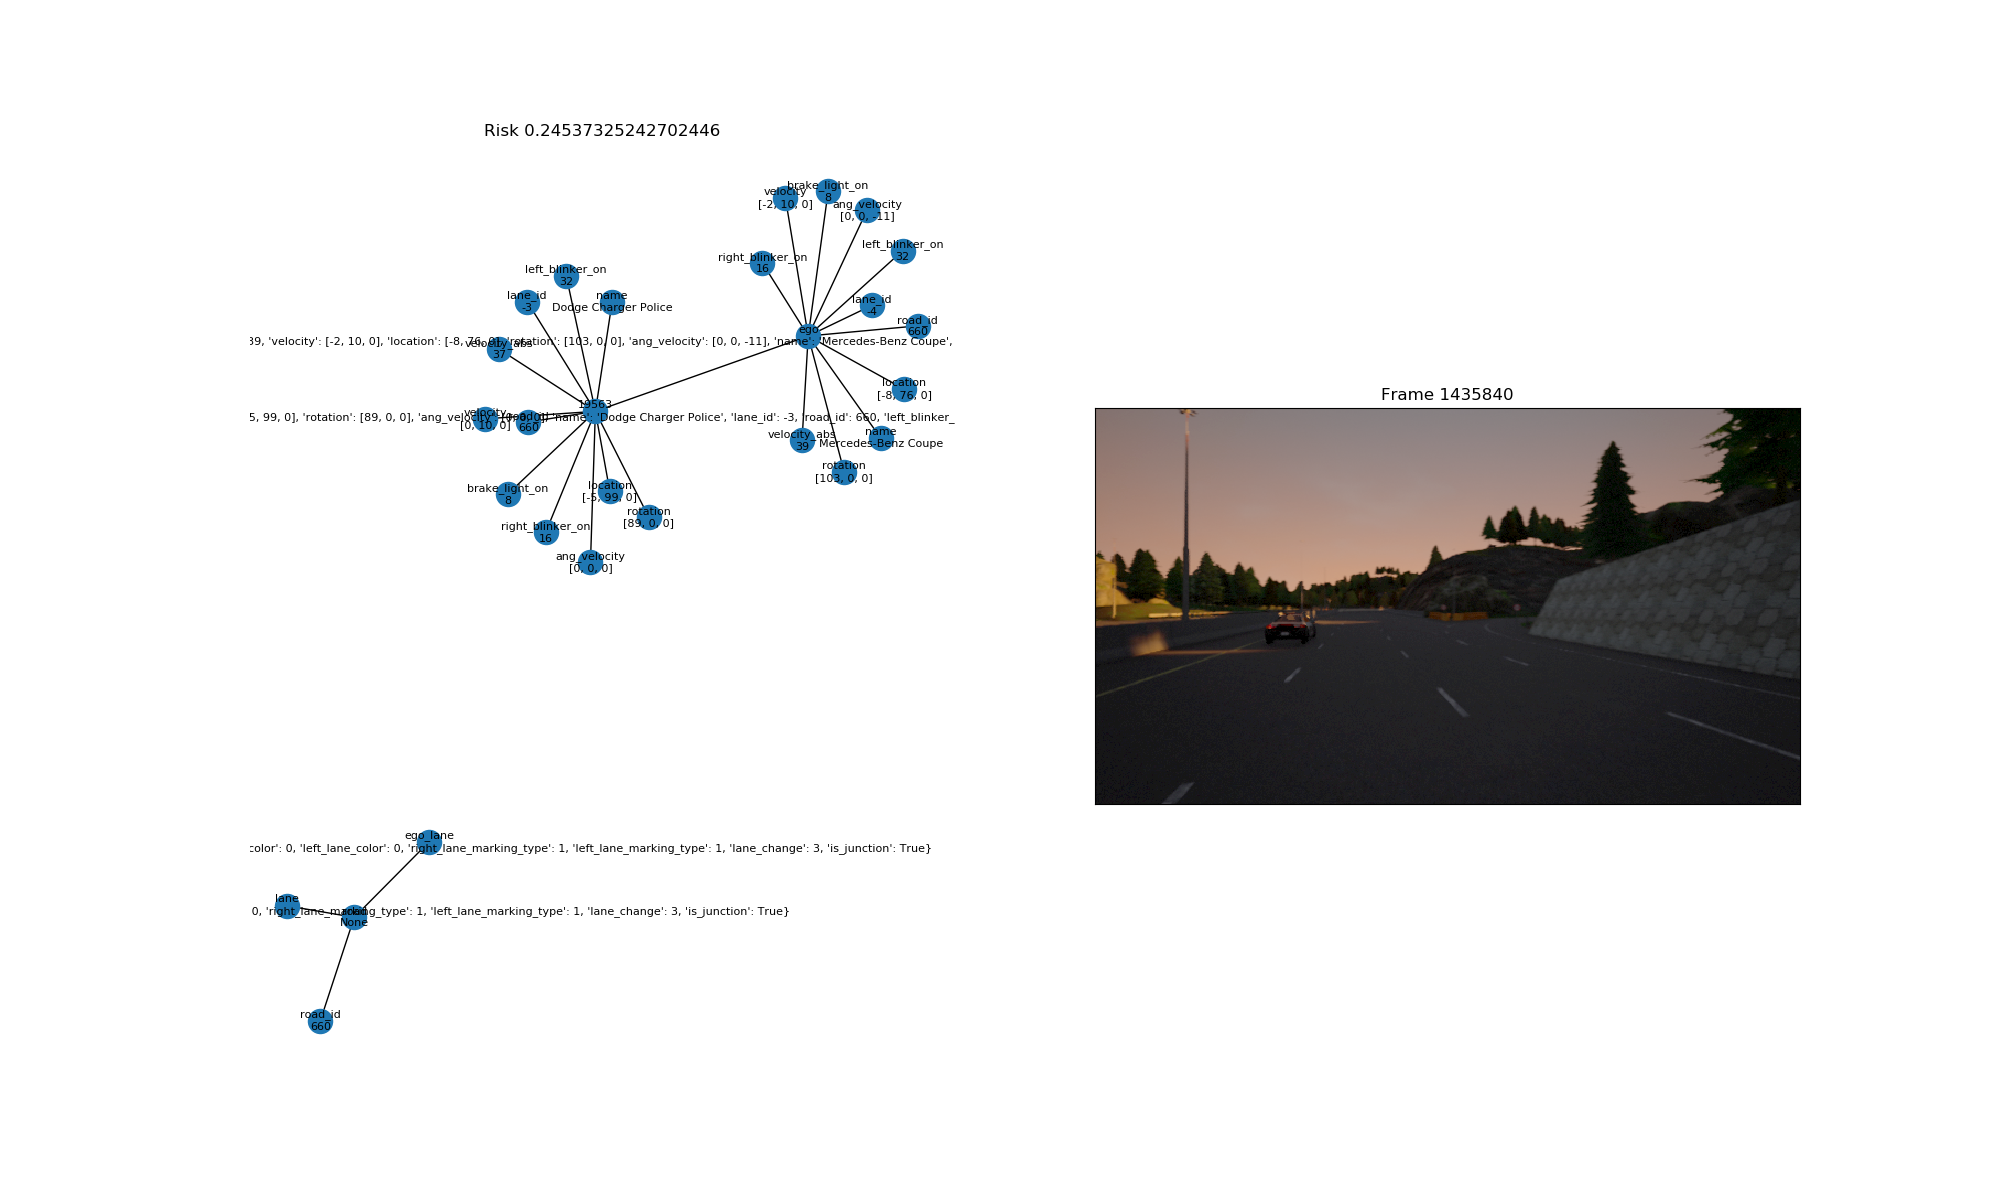 Risk 0.24537325242702446
brake_light_on
8
velocity
[-2, 10, 0]
ang_velocity
[0, 0, -11]
left_blinker_on
32
right_blinker_on
16
left_blinker_on
32
lane_id
-3
name
Dodge Charger Police
lane_id
-4
road_id
660
ego
39, 'velocity': [-2, 10, 0], 'location': [-8, 76, 0], 'rotation': [103, 0, 0], 'ang_velocity': [0, 0, -11], 'name': 'Mercedes-Benz Coupe',
velocity_abs
37
location
[-8, 76, 0]
Frame 1435840
19563
5, 99, 0], 'rotation': [89, 0, 0], 'ang_velocity': [0, 0, 0], 'name': 'Dodge Charger Police', 'lane_id': -3, 'road_id': 660, 'left_blinker_
velocity
[0, 10, 0]
road_id
660
velocity_abs
39
name
Mercedes-Benz Coupe
rotation
[103, 0, 0]
brake_light_on
8
location
[-5, 99, 0]
rotation
[89, 0, 0]
right_blinker_on
16
ang_velocity
[0, 0, 0]
ego_lane
color': 0, 'left_lane_color': 0, 'right_lane_marking_type': 1, 'left_lane_marking_type': 1, 'lane_change': 3, 'is_junction': True}
lane
0, 'right_lane_marking_type': 1, 'left_lane_marking_type': 1, 'lane_change': 3, 'is_junction': True}
None
road_id
660